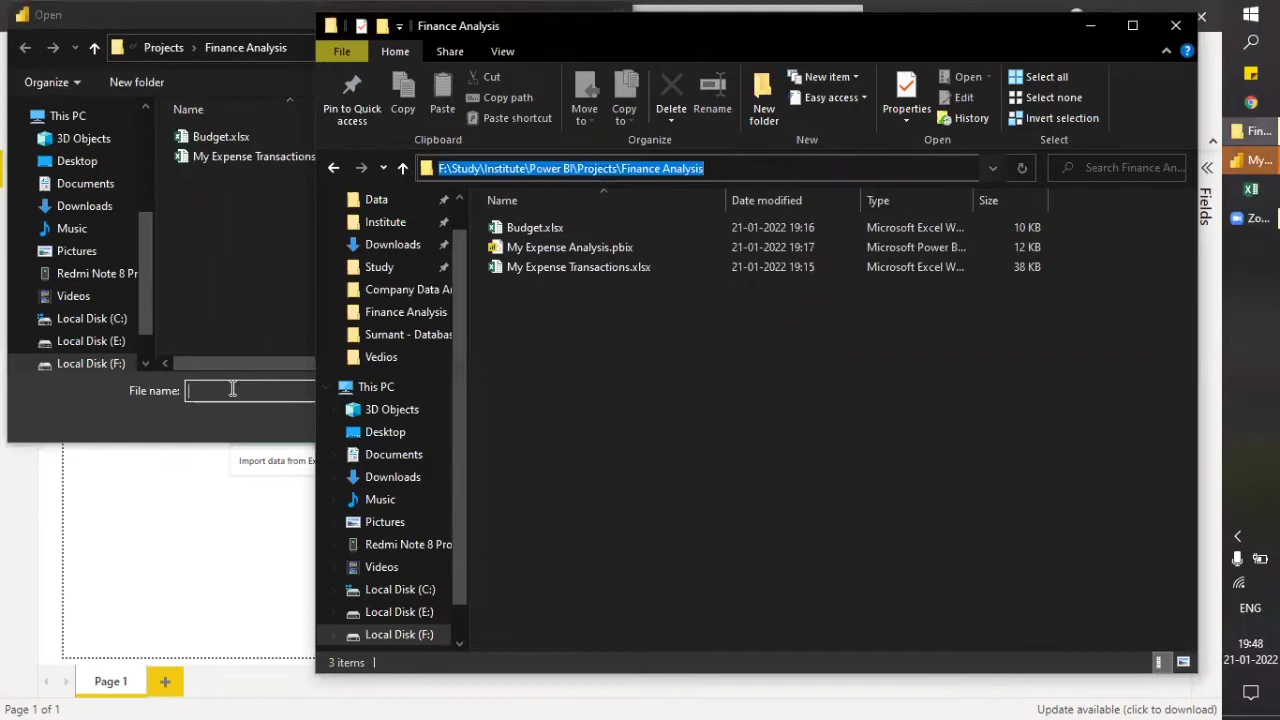 Open
Projects
Finance Analysis
Organize
New folder
This PC
3D Objects
Desktop
Documents
Downloads
Music
Pictures
Redmi Note 8 Pr
Videos
Local Disk (C:)
Local Disk (E:)
Local Disk (F:)
Name
Budget.xlsx
My Expense Transactions
File name:
Import data from Ex
Page 1
Page 1 of 1
Finance Analysis
File
Home
Share
View
Pin to Quick access
Copy
Paste
Cut
Copy path
Paste shortcut
Clipboard
Move to
Copy to
Delete
Rename
Organize
New folder
New item
Easy access
New
Properties
Open
Edit
History
Open
Select all
Select none
Invert selection
Select
F:\Study\Institute\Power BI\Projects\Finance Analysis
Search Finance An...
Data
Institute
Downloads
Study
Company Data A
Finance Analysis
Sumant - Databas
Vedios
This PC
3D Objects
Desktop
Documents
Downloads
Music
Pictures
Redmi Note 8 Pro
Videos
Local Disk (C:)
Local Disk (E:)
Local Disk (F:)
Name Date modified Type Size
Budget.xlsx 21-01-2022 19:16 Microsoft Excel W... 10 KB
My Expense Analysis.pbix 21-01-2022 19:17 Microsoft Power B... 12 KB
My Expense Transactions.xlsx 21-01-2022 19:15 Microsoft Excel W... 38 KB
3 items
Update available (click to download)
Fields
Fin...
My...
Zo...
ENG
19:48
21-01-2022